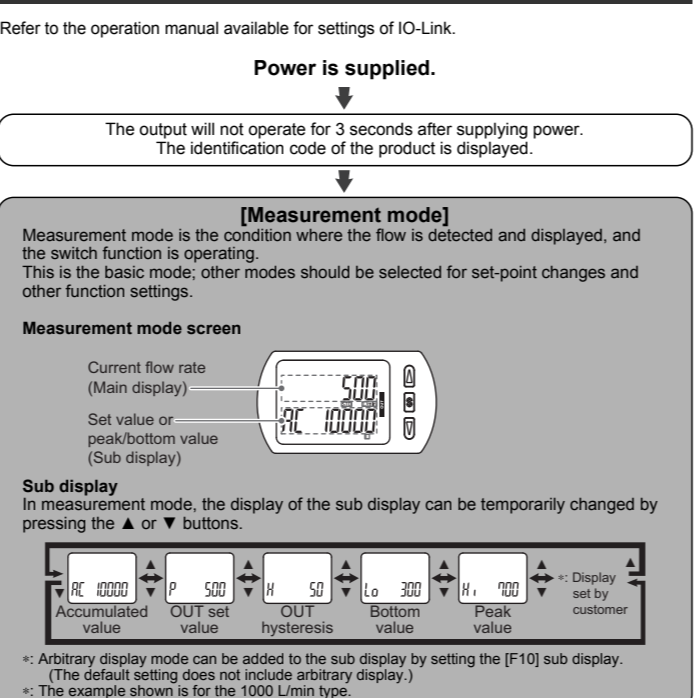 Refer to the operation manual available for settings of IO-Link.
Power is supplied.
The output will not operate for 3 seconds after supplying power.
The identification code of the product is displayed.
[Measurement mode]
Measurement mode is the condition where the flow is detected and displayed, and
the switch function is operating.
This is the basic mode; other modes should be selected for set-point changes and
other function settings.
Measurement mode screen
Current flow rate
(Main display)
500
Set value or
peak/bottom value
(Sub display)
AC 10000
S
Sub display
In measurement mode, the display of the sub display can be temporarily changed by
pressing the ▲ or ▼ buttons.
AC 10000
P 500
H 50
Lo 300
Hi 700
Accumulated
value
OUT set
value
OUT
hysteresis
Bottom
value
Peak
value
*: Display
set by
customer
*: Arbitrary display mode can be added to the sub display by setting the [F10] sub display.
(The default setting does not include arbitrary display.)
*: The example shown is for the 1000 L/min type.